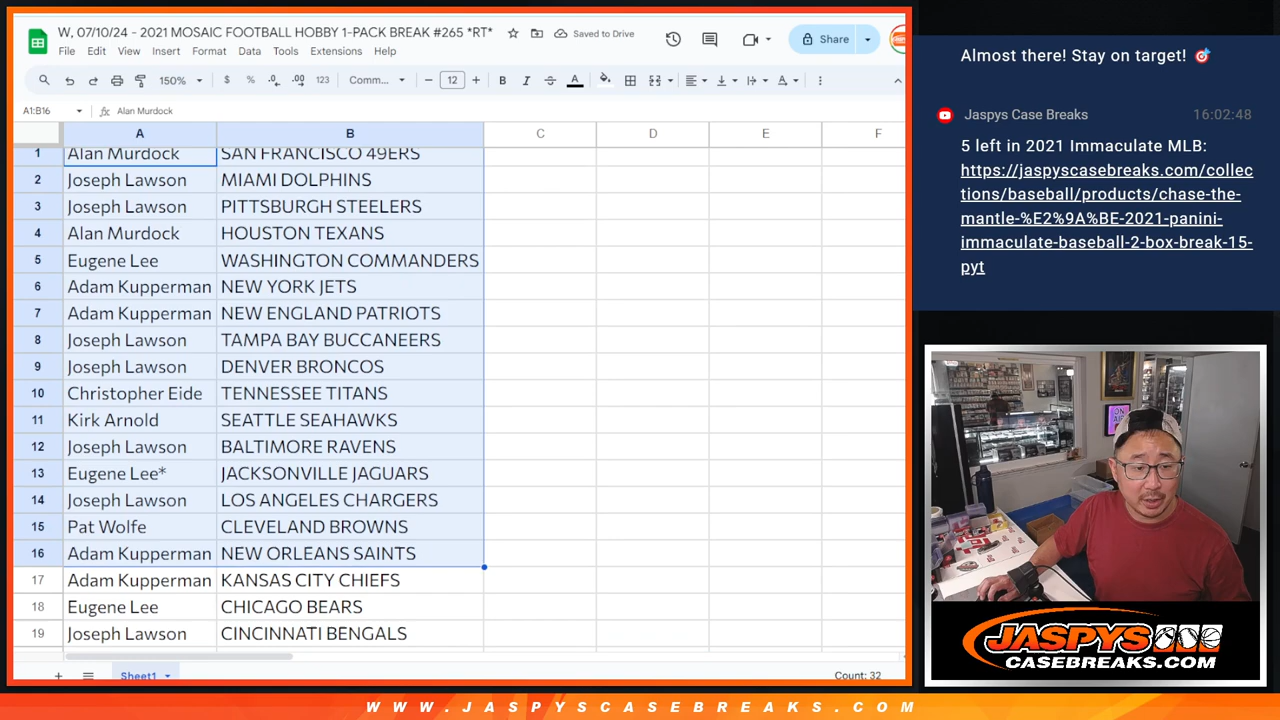 W, 07/10/24 - 2021 MOSAIC FOOTBALL HOBBY 1-PACK BREAK #265 *RT*
Saved to Drive
Share
File Edit View Insert Format Data Tools Extensions Help
150% $ % .0 .00 123 Comm... 12 B I A
A1:B16 fx Alan Murdock
A B C D E F
1 Alan Murdock SAN FRANCISCO 49ERS
2 Joseph Lawson MIAMI DOLPHINS
3 Joseph Lawson PITTSBURGH STEELERS
4 Alan Murdock HOUSTON TEXANS
5 Eugene Lee WASHINGTON COMMANDERS
6 Adam Kupperman NEW YORK JETS
7 Adam Kupperman NEW ENGLAND PATRIOTS
8 Joseph Lawson TAMPA BAY BUCCANEERS
9 Joseph Lawson DENVER BRONCOS
10 Christopher Eide TENNESSEE TITANS
11 Kirk Arnold SEATTLE SEAHAWKS
12 Joseph Lawson BALTIMORE RAVENS
13 Eugene Lee* JACKSONVILLE JAGUARS
14 Joseph Lawson LOS ANGELES CHARGERS
15 Pat Wolfe CLEVELAND BROWNS
16 Adam Kupperman NEW ORLEANS SAINTS
17 Adam Kupperman KANSAS CITY CHIEFS
18 Eugene Lee CHICAGO BEARS
19 Joseph Lawson CINCINNATI BENGALS
+ Sheet1 Count: 32
Almost there! Stay on target! 🎯
Jaspys Case Breaks 16:02:48
5 left in 2021 Immaculate MLB:
https://jaspyscasebreaks.com/collec
tions/baseball/products/chase-the-
mantle-%E2%9A%BE-2021-panini-
immaculate-baseball-2-box-break-15-
pyt
ON AIR
JASPYS
CASEBREAKS.COM
WWW.JASPYSCASEBREAKS.COM